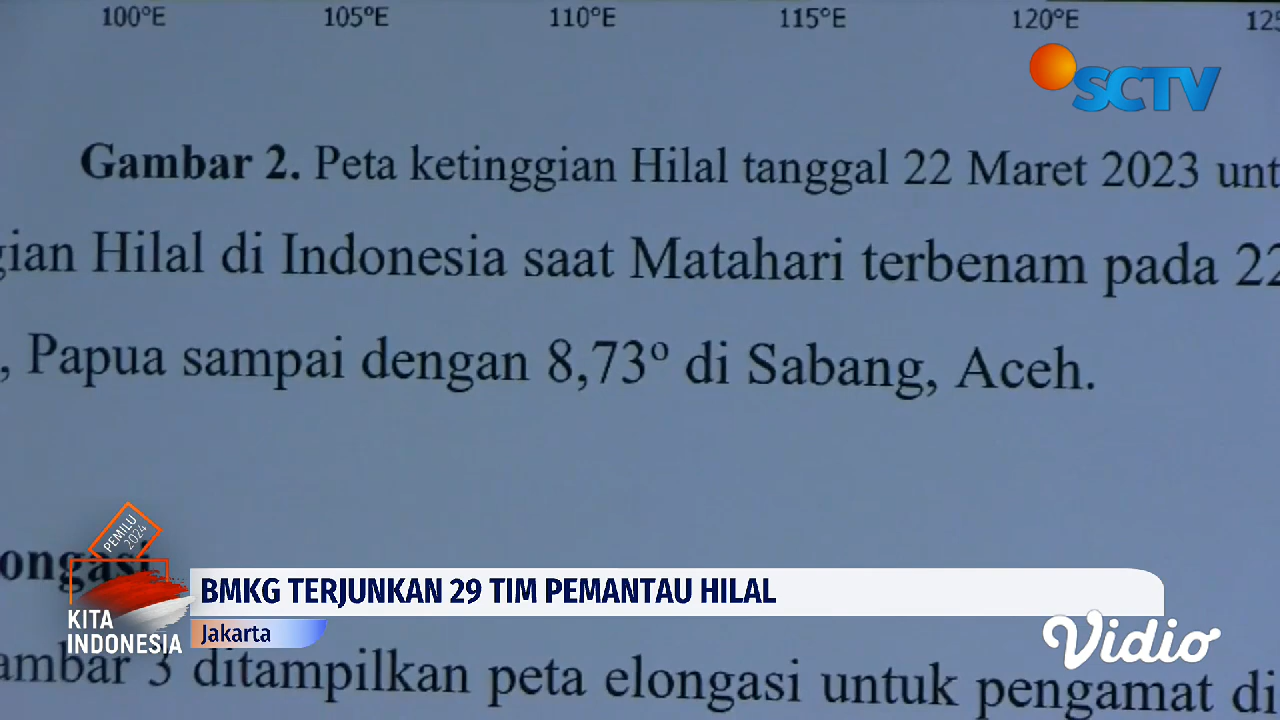 100°E 105°E 110°E 115°E 120°E
SCTV
Gambar 2. Peta ketinggian Hilal tanggal 22 Maret 2023
Hilal di Indonesia saat Matahari terbenam pada 22
, Papua sampai dengan 8,73° di Sabang, Aceh.
PEMILU
2024
BMKG TERJUNKAN 29 TIM PEMANTAU HILAL
KITA
INDONESIA
Jakarta
Vidio
3 ditampilkan peta elongasi untuk pengamat di